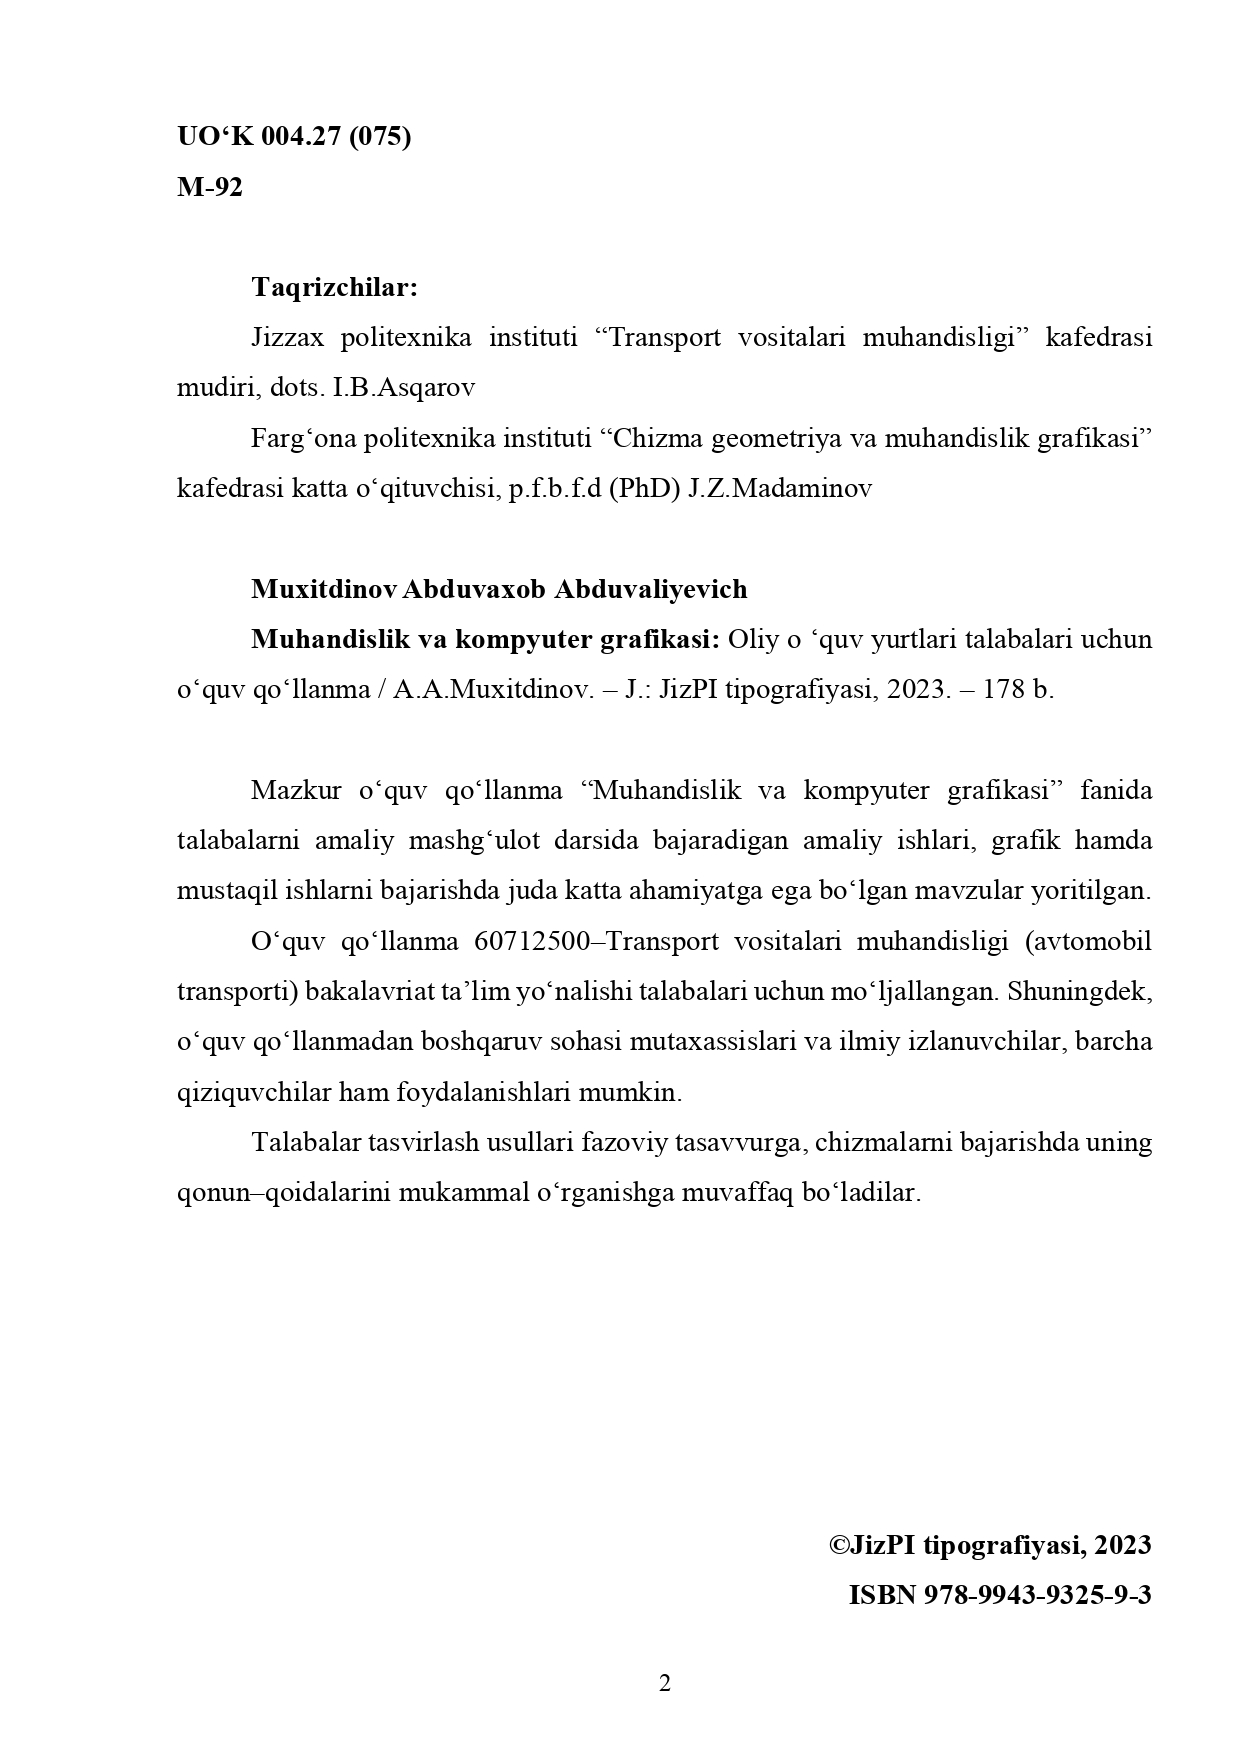 UO‘K 004.27 (075)
M-92
Taqrizchilar:
Jizzax politexnika instituti “Transport vositalari muhandisligi” kafedrasi
mudiri, dots. I.B.Asqarov
Farg‘ona politexnika instituti “Chizma geometriya va muhandislik grafikasi”
kafedrasi katta o‘qituvchisi, p.f.b.f.d (PhD) J.Z.Madaminov
Muxitdinov Abduvaxob Abduvaliyevich
Muhandislik va kompyuter grafikasi: Oliy o ‘quv yurtlari talabalari uchun
o‘quv qo‘llanma / A.A.Muxitdinov. – J.: JizPI tipografiyasi, 2023. – 178 b.
Mazkur o‘quv qo‘llanma “Muhandislik va kompyuter grafikasi” fanida
talabalarni amaliy mashg‘ulot darsida bajaradigan amaliy ishlari, grafik hamda
mustaqil ishlarni bajarishda juda katta ahamiyatga ega bo‘lgan mavzular yoritilgan.
O‘quv qo‘llanma 60712500–Transport vositalari muhandisligi (avtomobil
transporti) bakalavriat ta’lim yo‘nalishi talabalari uchun mo‘ljallangan. Shuningdek,
o‘quv qo‘llanmadan boshqaruv sohasi mutaxassislari va ilmiy izlanuvchilar, barcha
qiziquvchilar ham foydalanishlari mumkin.
Talabalar tasvirlash usullari fazoviy tasavvurga, chizmalarni bajarishda uning
qonun–qoidalarini mukammal o‘rganishga muvaffaq bo‘ladilar.
©JizPI tipografiyasi, 2023
ISBN 978-9943-9325-9-3
2